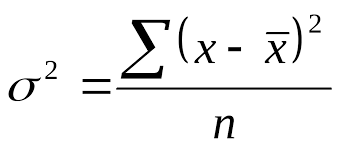 σ² = ∑(x - x̄)² / n